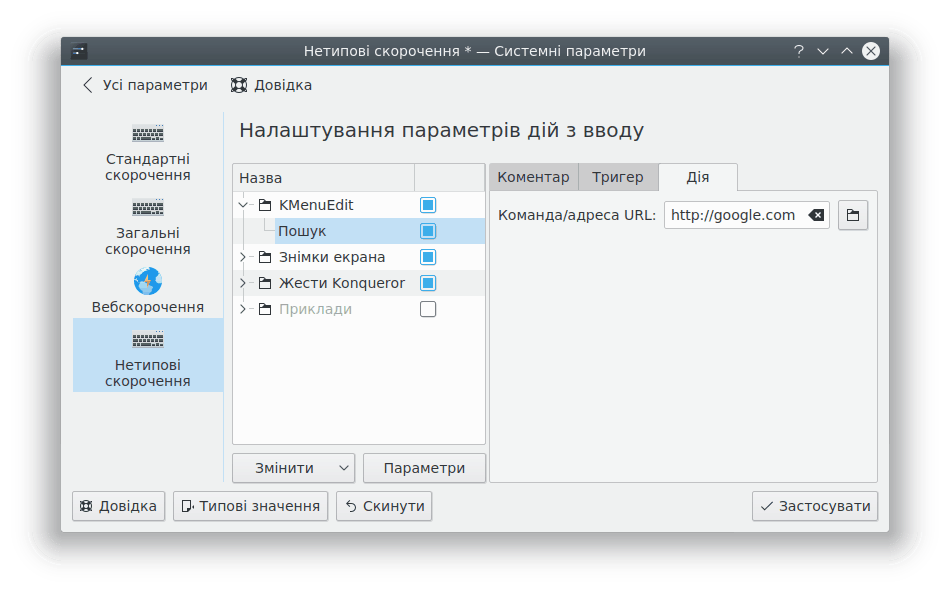 Нетипові скорочення * — Системні параметри
Усі параметри
Довідка
Стандартні
скорочення
Загальні
скорочення
Вебскорочення
Нетипові
скорочення
Налаштування параметрів дій з вводу
Назва
KMenuEdit
Пошук
Знімки екрана
Жести Konqueror
Приклади
Змінити
Параметри
Коментар
Тригер
Дія
Команда/адреса URL:
http://google.com
Довідка
Типові значення
Скинути
Застосувати